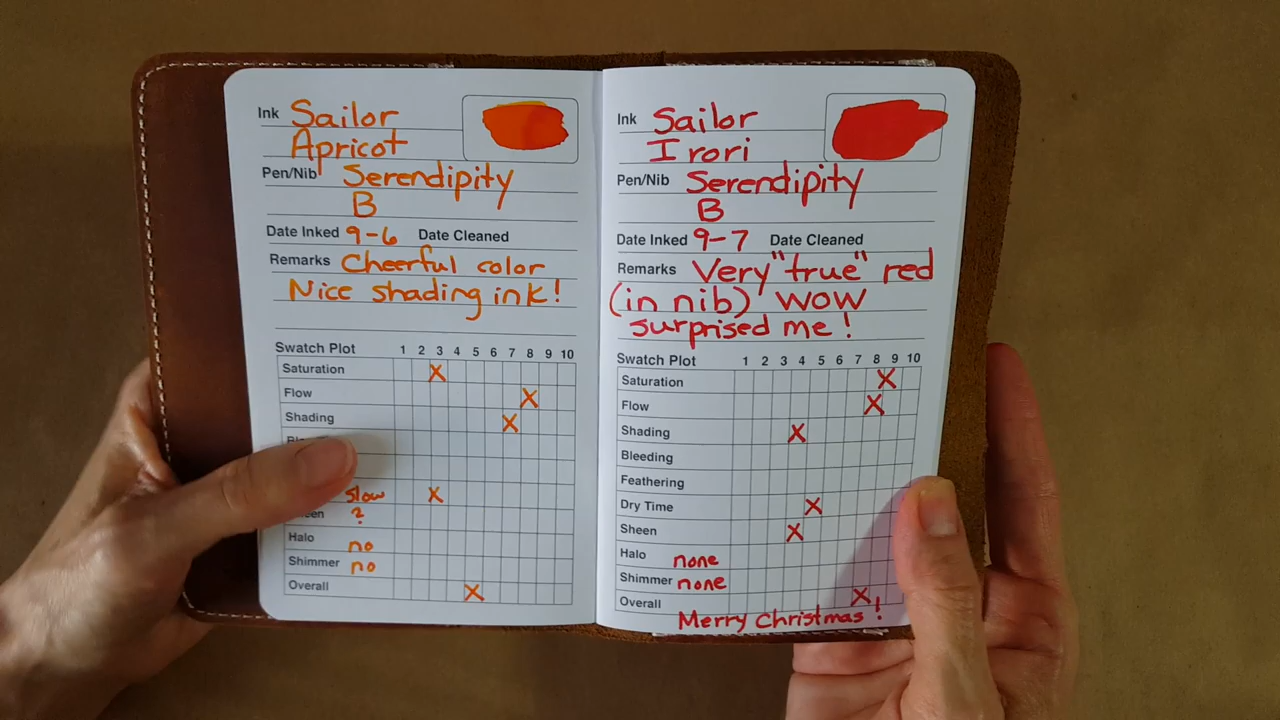 Ink Sailor
Apricot
Pen/Nib Serendipity
B
Date Inked 9-6 Date Cleaned
Remarks Cheerful color
Nice shading ink!
Swatch Plot 1 2 3 4 5 6 7 8 9 10
Saturation X
Flow X
Shading X
slow X
?
Halo no
Shimmer no
Overall X
Ink Sailor
Irori
Pen/Nib Serendipity
B
Date Inked 9-7 Date Cleaned
Remarks Very "true" red
(in nib) WOW
surprised me!
Swatch Plot 1 2 3 4 5 6 7 8 9 10
Saturation X
Flow X
Shading X
Bleeding
Feathering
Dry Time X
Sheen X
Halo none
Shimmer none
Overall X
Merry Christmas!